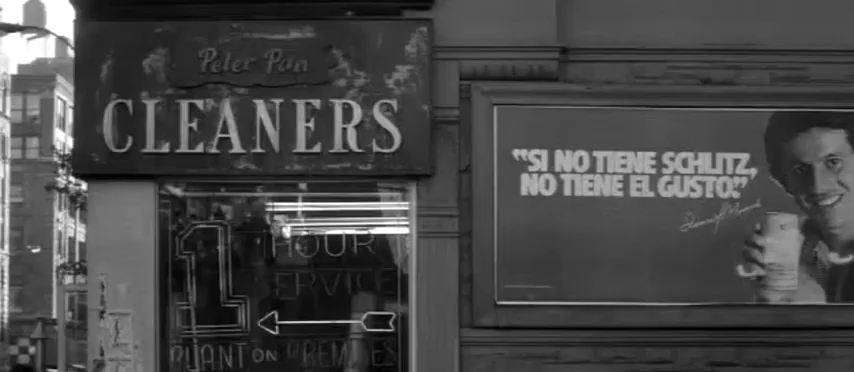 Peter Pan
CLEANERS
"SI NO TIENE SCHLITZ,
NO TIENE EL GUSTO."
1 HOUR
SERVICE
PLANT ON PREMISES